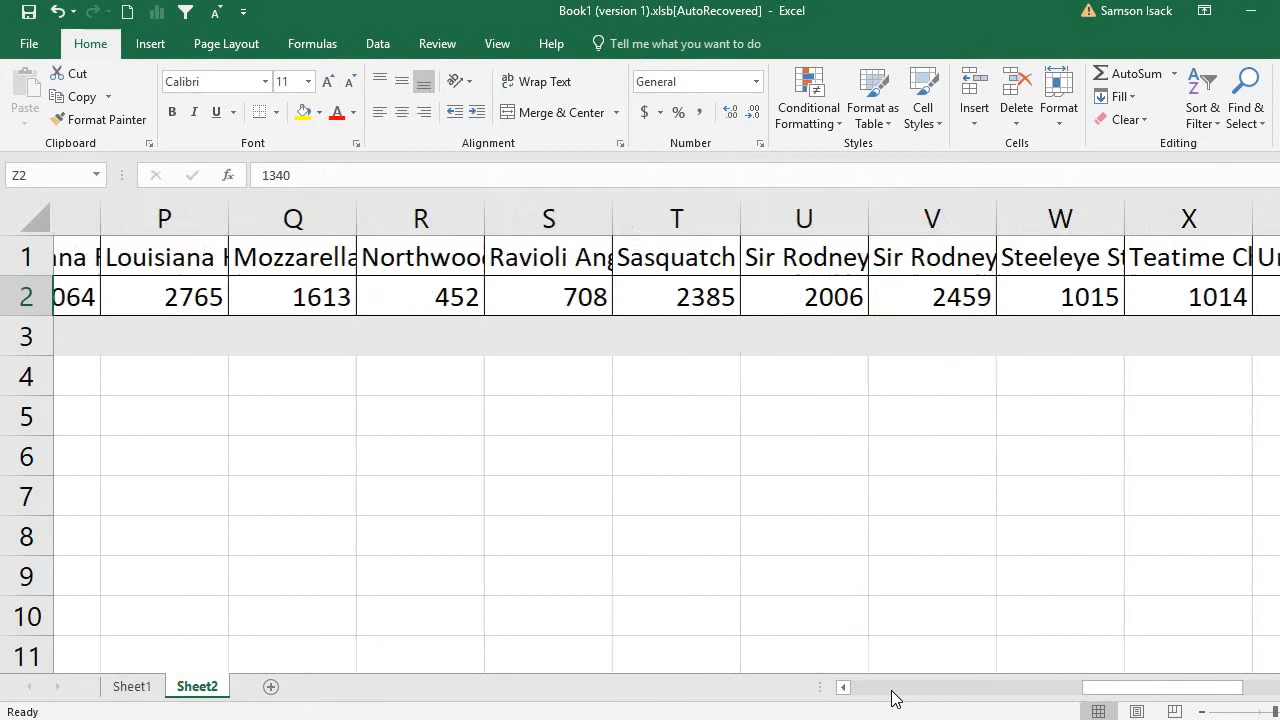 Book1 (version 1).xlsb[AutoRecovered] - Excel
Samson Isack
File Home Insert Page Layout Formulas Data Review View Help Tell me what you want to do
Paste
Cut
Copy
Format Painter
Clipboard
Calibri 11
B I U
A A
Font
Wrap Text
Merge & Center
Alignment
General
$ % ,
Number
Conditional Formatting
Format as Table
Cell Styles
Styles
Insert Delete Format
Cells
AutoSum
Fill
Clear
Sort & Filter
Find & Select
Editing
Z2 fx 1340
P Q R S T U V W X
1 Louisiana Mozzarella Northwoo Ravioli Ang Sasquatch Sir Rodney Sir Rodney Steeleye St Teatime
2 064 2765 1613 452 708 2385 2006 2459 1015 1014
3
4
5
6
7
8
9
10
11
Sheet1 Sheet2
Ready